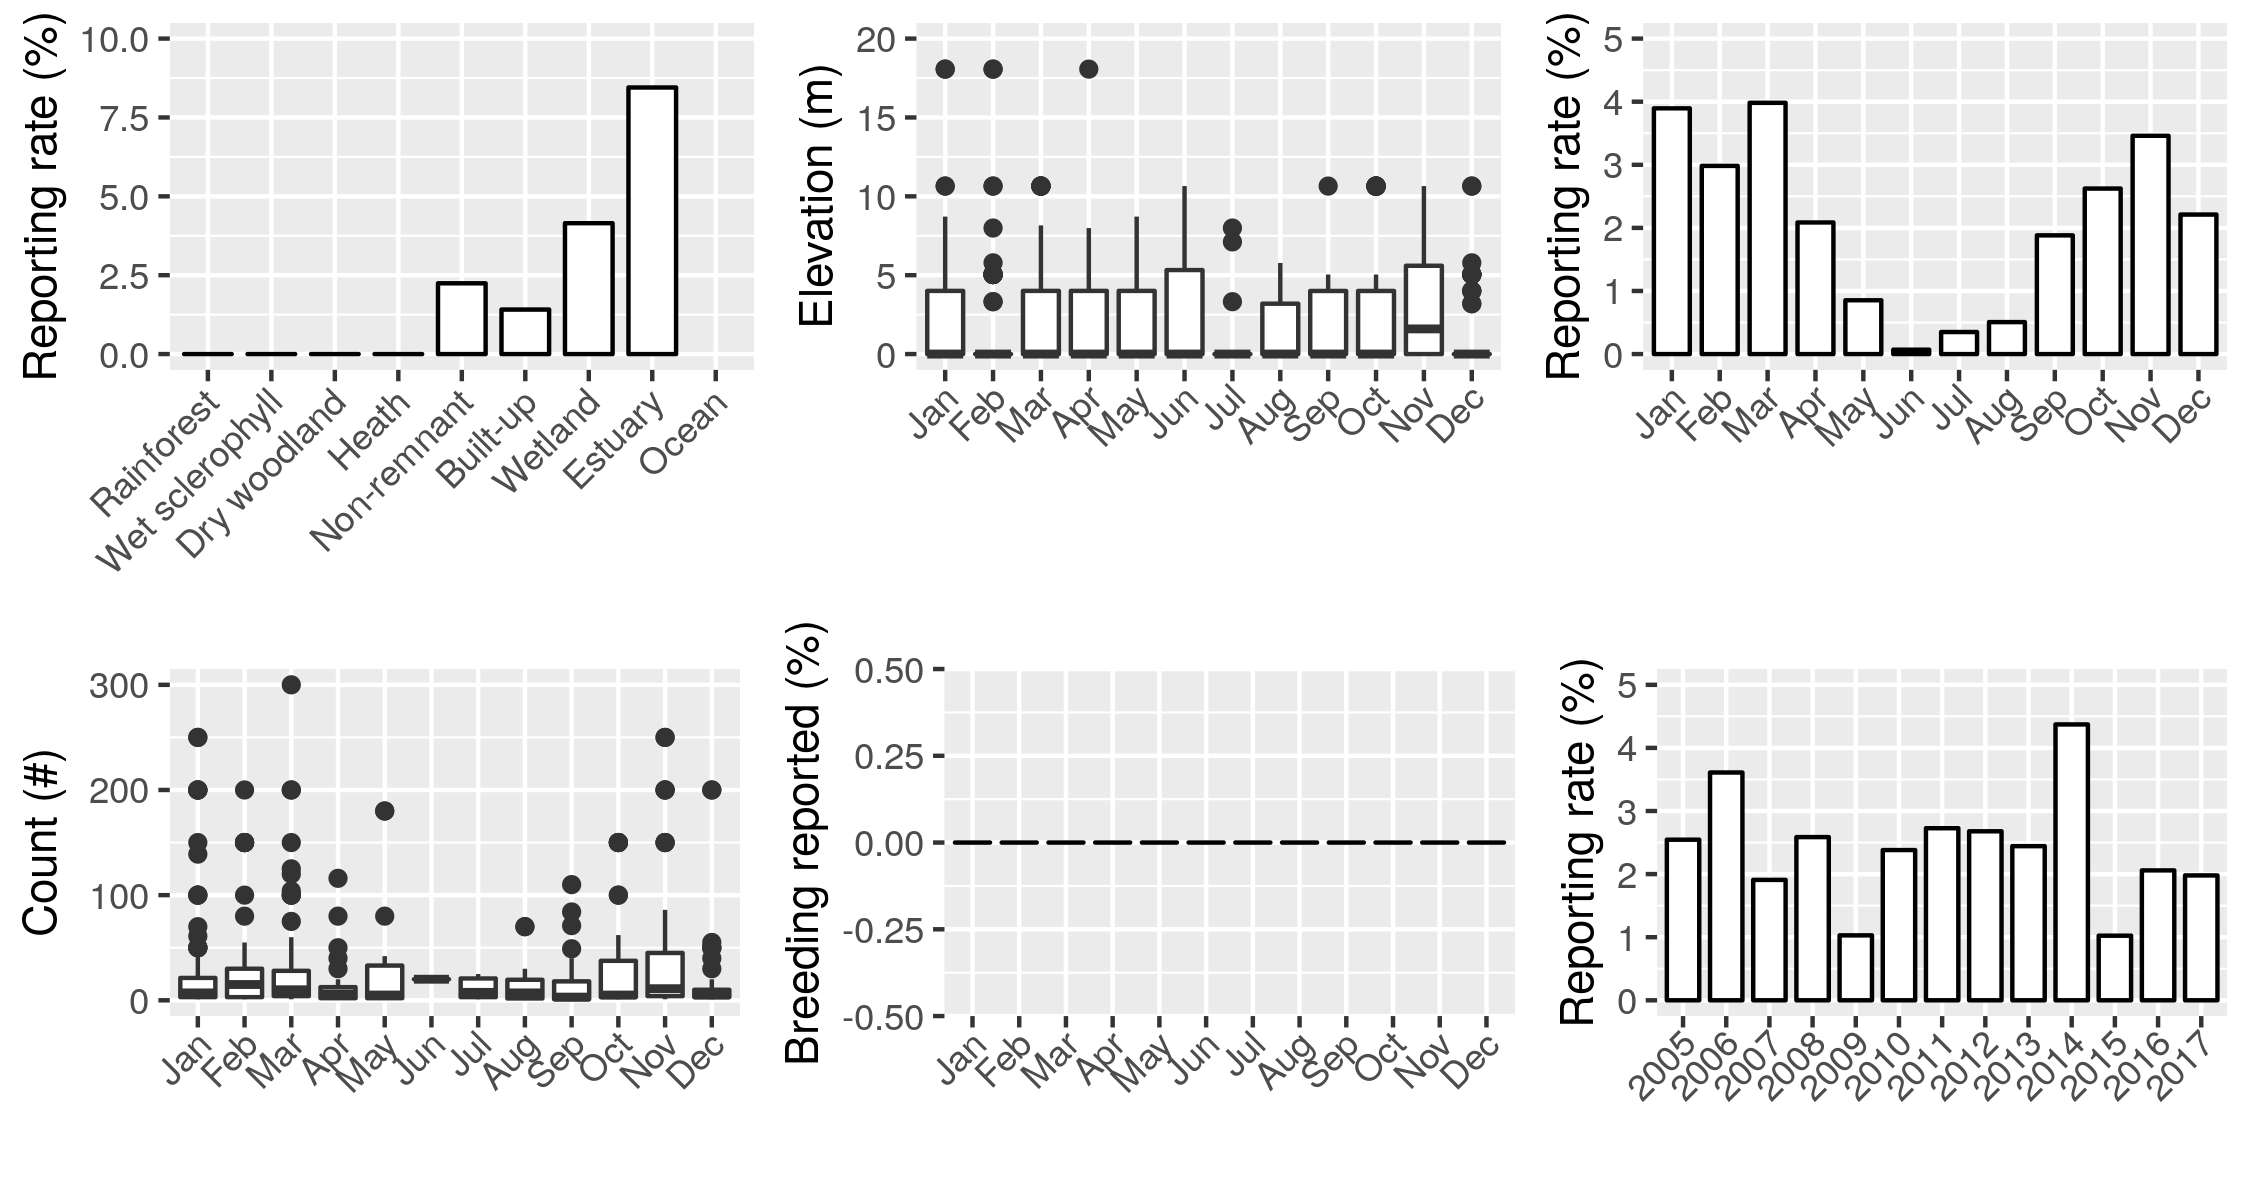 Reporting rate (%)
10.0
7.5
5.0
2.5
0.0
Rainforest
Wet sclerophyll
Dry woodland
Heath
Non-remnant
Built-up
Wetland
Estuary
Ocean
Elevation (m)
20
15
10
5
0
Jan
Feb
Mar
Apr
May
Jun
Jul
Aug
Sep
Oct
Nov
Dec
Reporting rate (%)
5
4
3
2
1
0
Jan
Feb
Mar
Apr
May
Jun
Jul
Aug
Sep
Oct
Nov
Dec
Count (#)
300
200
100
0
Jan
Feb
Mar
Apr
May
Jun
Jul
Aug
Sep
Oct
Nov
Dec
Breeding reported (%)
0.50
0.25
0.00
-0.25
-0.50
Jan
Feb
Mar
Apr
May
Jun
Jul
Aug
Sep
Oct
Nov
Dec
Reporting rate (%)
5
4
3
2
1
0
2005
2006
2007
2008
2009
2010
2011
2012
2013
2014
2015
2016
2017